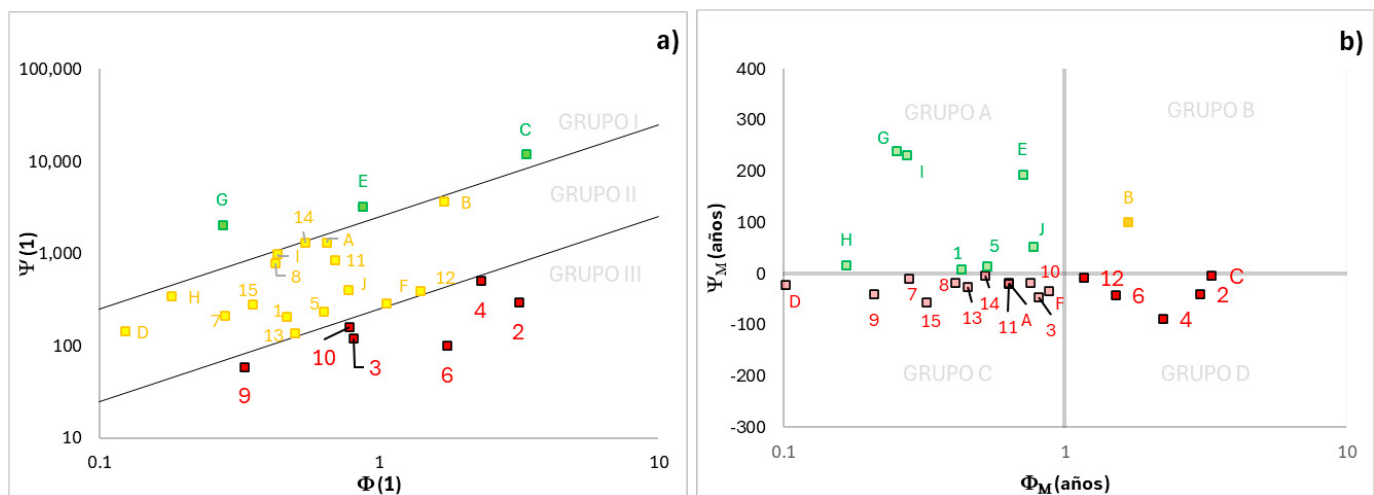 a)
Ψ(1)
100,000
10,000
1,000
100
10
0.1
1
10
Φ(1)
GRUPO I
GRUPO II
GRUPO III
C
E
G
B
14
A
I
11
8
J
F
12
H
15
5
1
7
13
D
4
2
10
3
6
9
b)
Ψ_M(años)
400
300
200
100
0
-100
-200
-300
0.1
1
10
Φ_M(años)
GRUPO A
GRUPO B
GRUPO C
GRUPO D
G
I
E
B
H
1
5
J
D
9
7
15
8
13
14
11
A
10
F
3
12
6
4
2
C